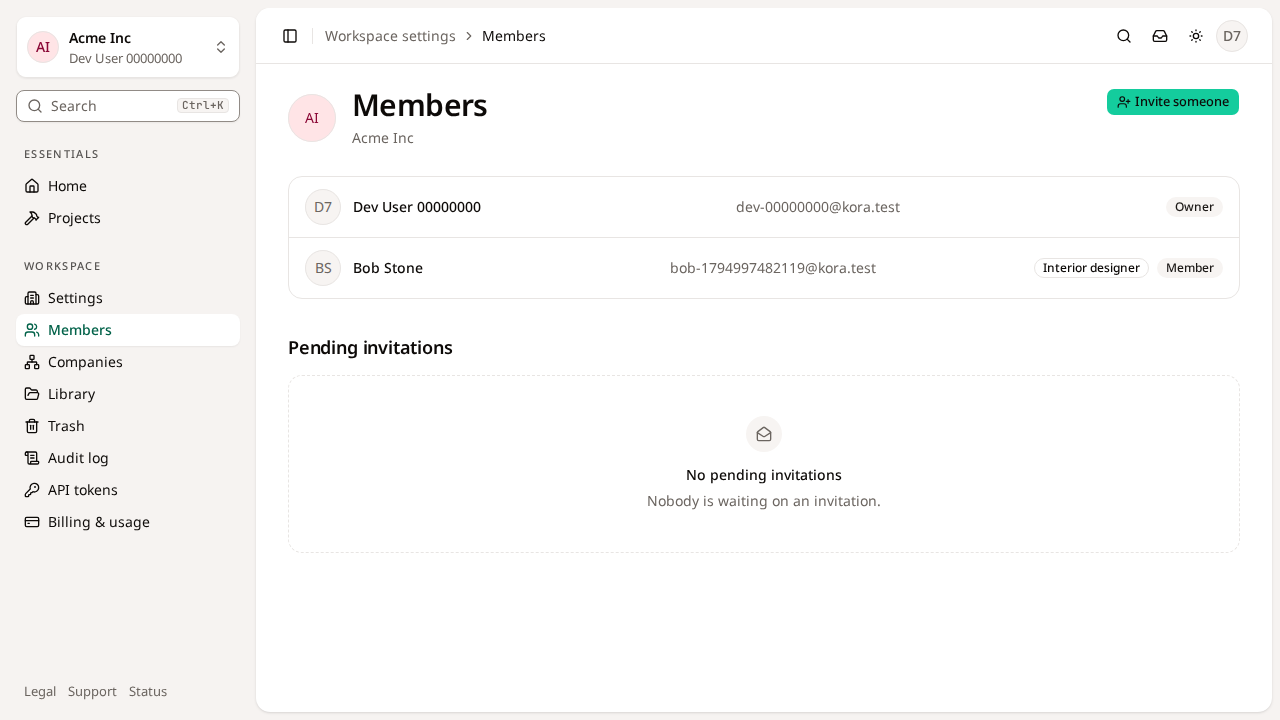 AI
Acme Inc
Dev User 00000000
Search
Ctrl+K
ESSENTIALS
Home
Projects
WORKSPACE
Settings
Members
Companies
Library
Trash
Audit log
API tokens
Billing & usage
Legal Support Status
Workspace settings > Members
D7
AI
Members
Acme Inc
Invite someone
D7 Dev User 00000000 dev-00000000@kora.test Owner
BS Bob Stone bob-1794997482119@kora.test Interior designer Member
Pending invitations
No pending invitations
Nobody is waiting on an invitation.